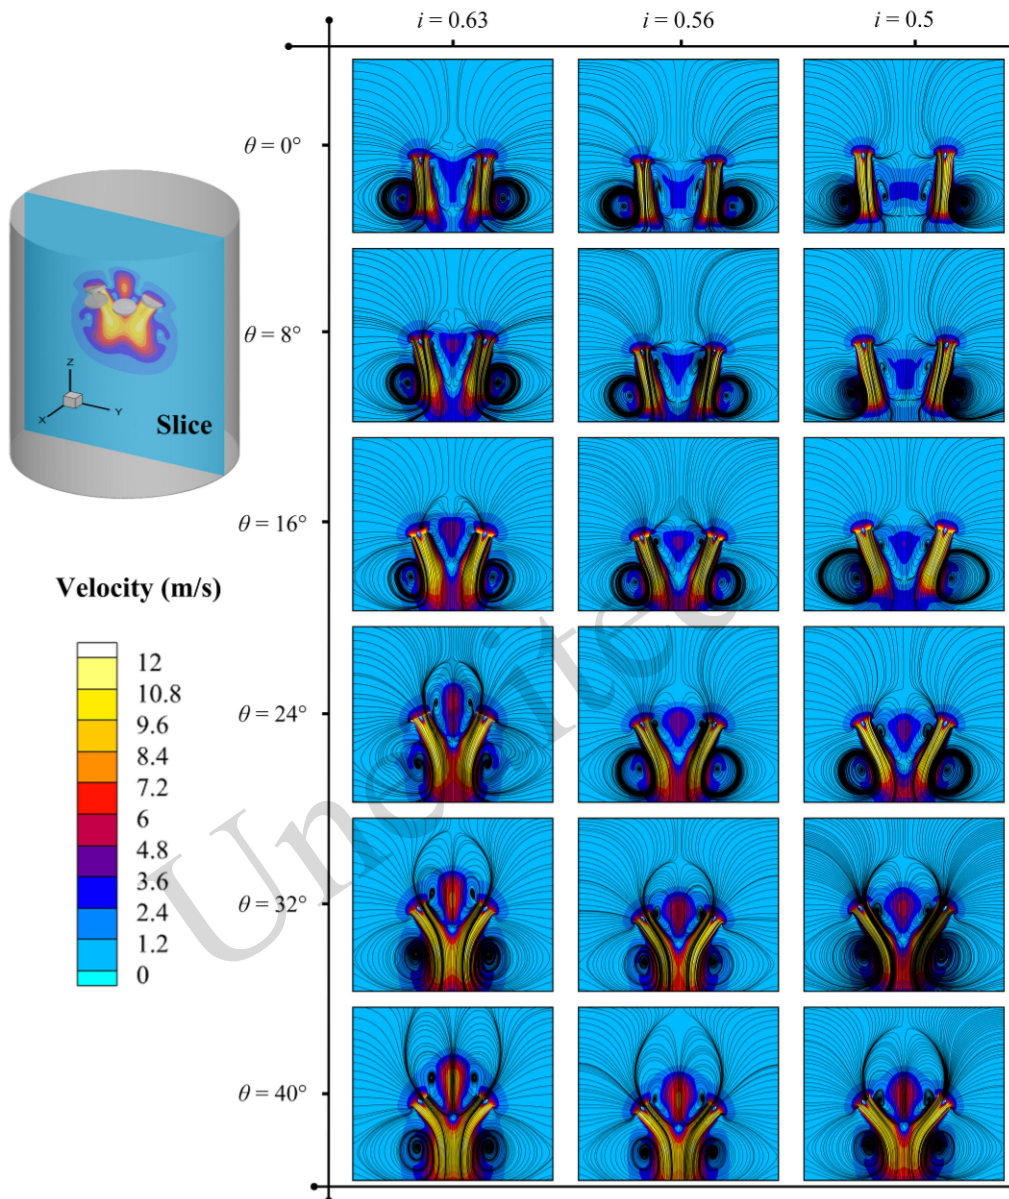 i = 0.63
i = 0.56
i = 0.5
θ = 0°
θ = 8°
θ = 16°
θ = 24°
θ = 32°
θ = 40°
Z
X
Y
Slice
Velocity (m/s)
12
10.8
9.6
8.4
7.2
6
4.8
3.6
2.4
1.2
0
Unedited